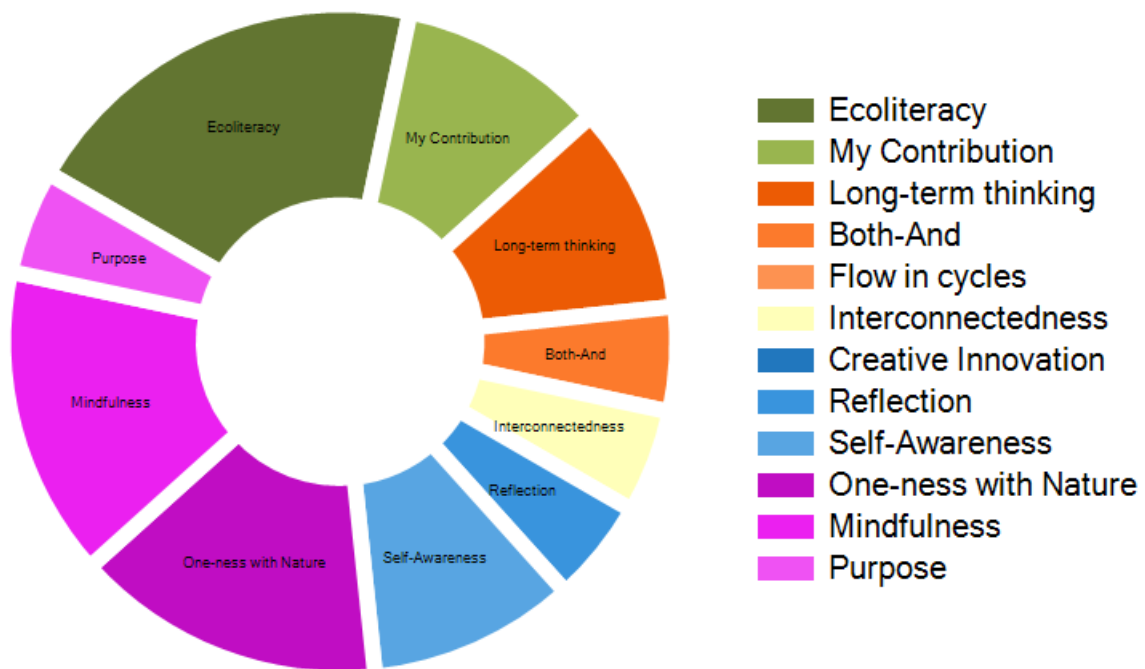 Ecoliteracy
My Contribution
Long-term thinking
Both-And
Interconnectedness
Reflection
Self-Awareness
One-ness with Nature
Mindfulness
Purpose
Ecoliteracy
My Contribution
Long-term thinking
Both-And
Flow in cycles
Interconnectedness
Creative Innovation
Reflection
Self-Awareness
One-ness with Nature
Mindfulness
Purpose